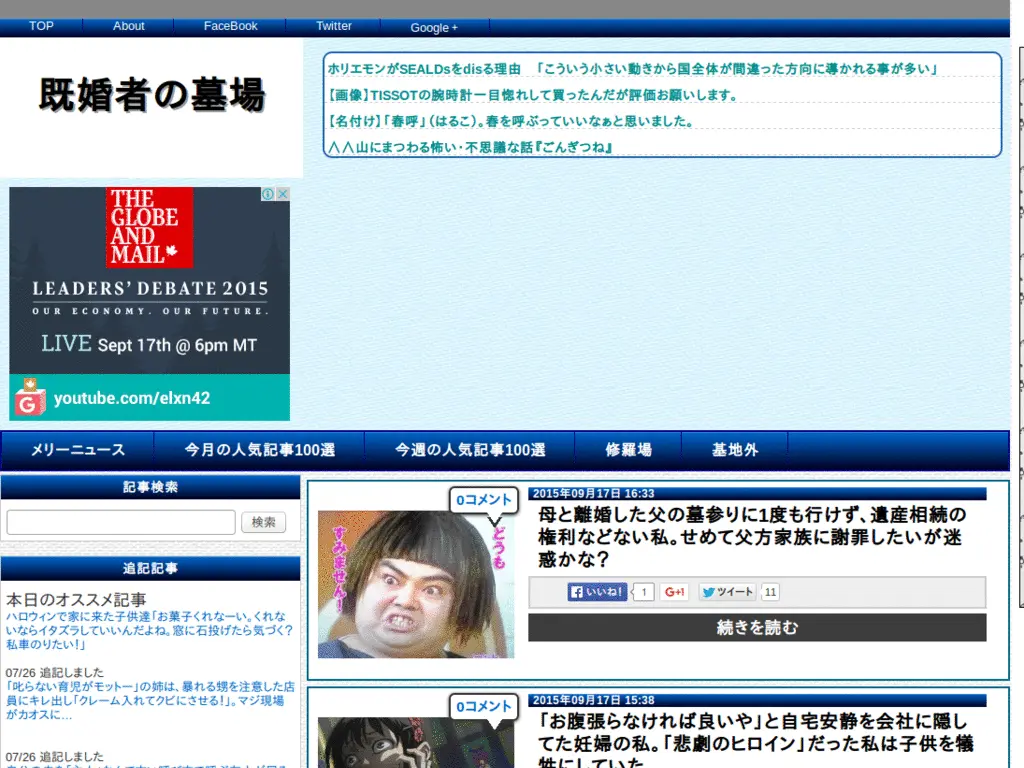 TOP About FaceBook Twitter Google +
既婚者の墓場
ホリエモンがSEALDsをdisる理由 「こういう小さい動きから国全体が間違った方向に導かれる事が多い」
【画像】TISSOTの腕時計一目惚れして買ったんだが評価お願いします。
【名付け】「春呼」（はるこ）。春を呼ぶっていいなぁと思いました。
∧∧山にまつわる怖い・不思議な話『ごんぎつね』
THE
GLOBE
AND
MAIL
LEADERS' DEBATE 2015
OUR ECONOMY. OUR FUTURE.
LIVE Sept 17th @ 6pm MT
G youtube.com/elxn42
メリーニュース 今月の人気記事100選 今週の人気記事100選 修羅場 基地外
記事検索
検索
追記記事
本日のオススメ記事
ハロウィンで家に来た子供達「お菓子くれなーい。くれな
いならイタズラしていいんだよね。窓に石投げたら気づく？
私車のりたい！」
07/26 追記しました
「叱らない育児がモットー」の姉は、暴れる甥を注意した店
員にキレ出し「クレーム入れてクビにさせる！」。マジ現場
がカオスに…
07/26 追記しました
0コメント
どうも
すみません！
2015年09月17日 16:33
母と離婚した父の墓参りに1度も行けず、遺産相続の
権利などない私。せめて父方家族に謝罪したいが迷
惑かな？
いいね！ 1 G+1 ツイート 11
続きを読む
0コメント
2015年09月17日 15:38
「お腹張らなければ良いや」と自宅安静を会社に隠し
てた妊婦の私。「悲劇のヒロイン」だった私は子供を犠
牲にしていた